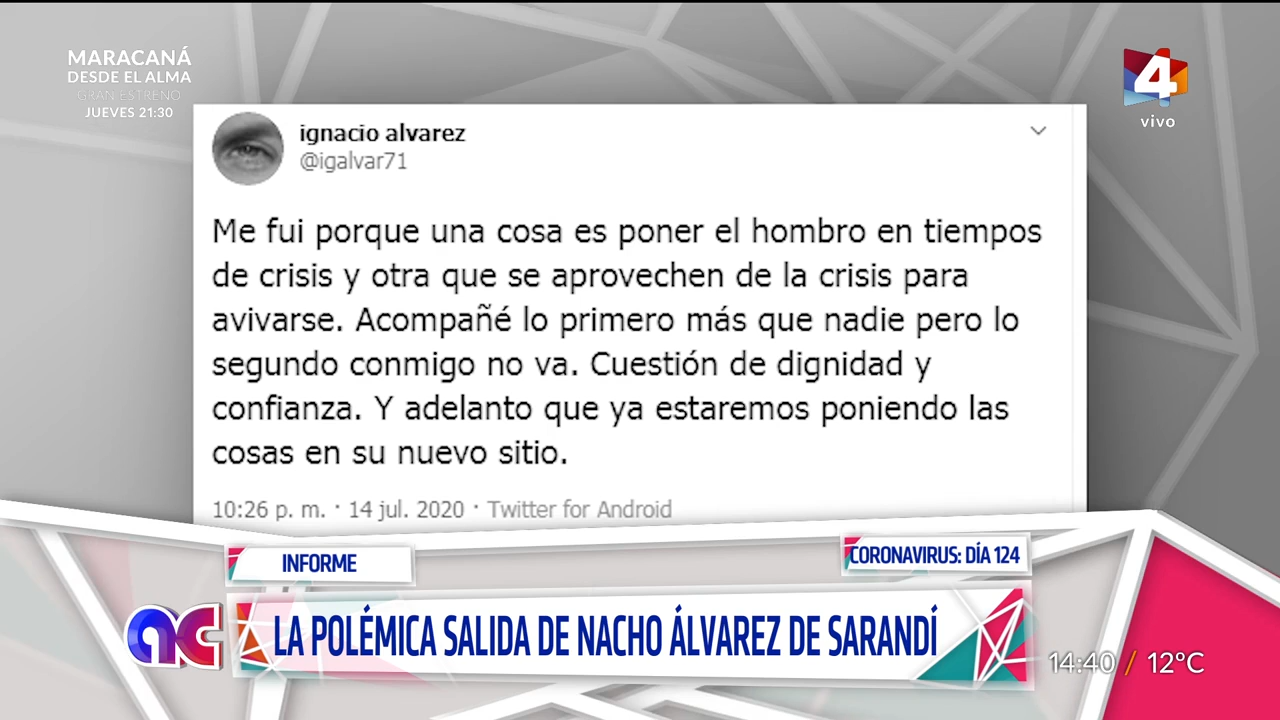 MARACANÁ
DESDE EL ALMA
GRAN ESTRENO
JUEVES 21:30
4
vivo
ignacio alvarez
@igalvar71
Me fui porque una cosa es poner el hombro en tiempos
de crisis y otra que se aprovechen de la crisis para
avivarse. Acompañé lo primero más que nadie pero lo
segundo conmigo no va. Cuestión de dignidad y
confianza. Y adelanto que ya estaremos poniendo las
cosas en su nuevo sitio.
10:26 p. m. · 14 jul. 2020 · Twitter for Android
INFORME
CORONAVIRUS: DÍA 124
ac
LA POLÉMICA SALIDA DE NACHO ÁLVAREZ DE SARANDÍ
14:40 / 12°C